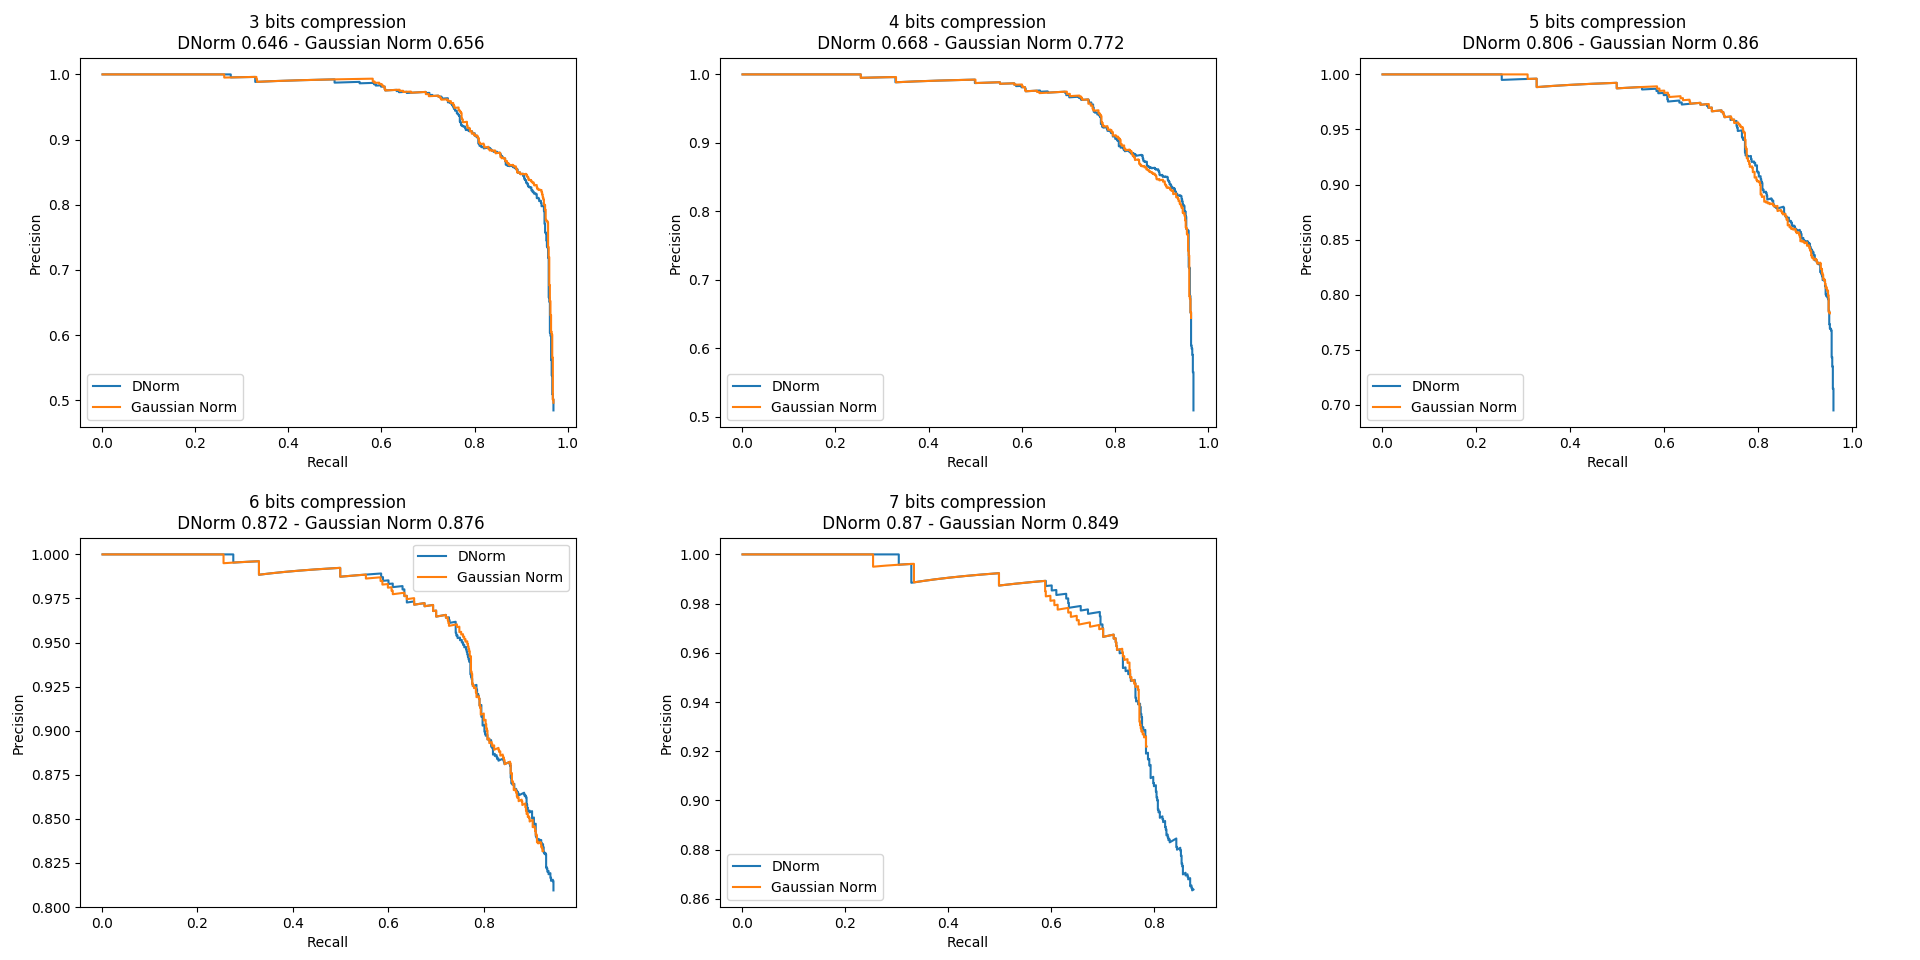 3 bits compression
DNorm 0.646 - Gaussian Norm 0.656
1.0
0.9
0.8
0.7
0.6
0.5
Precision
DNorm
Gaussian Norm
0.0 0.2 0.4 0.6 0.8 1.0
Recall
4 bits compression
DNorm 0.668 - Gaussian Norm 0.772
1.0
0.9
0.8
0.7
0.6
0.5
Precision
DNorm
Gaussian Norm
0.0 0.2 0.4 0.6 0.8 1.0
Recall
5 bits compression
DNorm 0.806 - Gaussian Norm 0.86
1.00
0.95
0.90
0.85
0.80
0.75
0.70
Precision
DNorm
Gaussian Norm
0.0 0.2 0.4 0.6 0.8 1.0
Recall
6 bits compression
DNorm 0.872 - Gaussian Norm 0.876
1.000
0.975
0.950
0.925
0.900
0.875
0.850
0.825
0.800
Precision
DNorm
Gaussian Norm
0.0 0.2 0.4 0.6 0.8
Recall
7 bits compression
DNorm 0.87 - Gaussian Norm 0.849
1.00
0.98
0.96
0.94
0.92
0.90
0.88
0.86
Precision
DNorm
Gaussian Norm
0.0 0.2 0.4 0.6 0.8
Recall